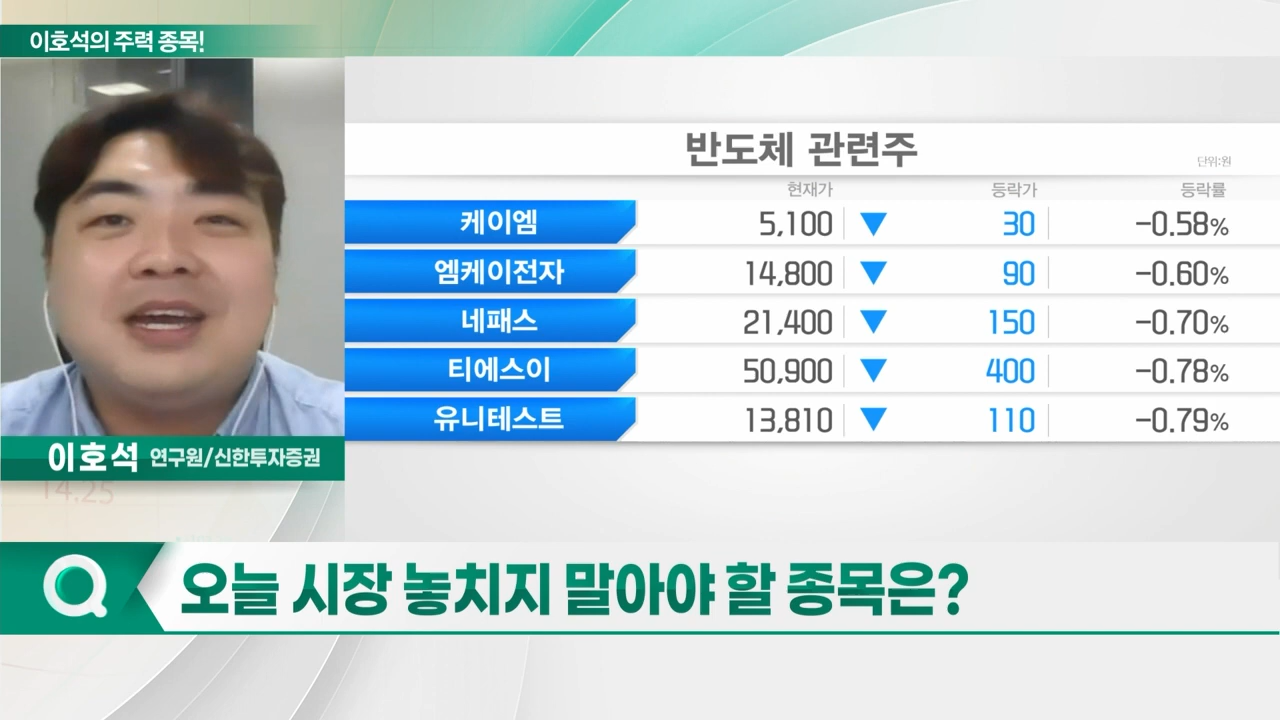 이호석의 주력 종목!
반도체 관련주
단위:원
현재가 등락가 등락률
케이엠 5,100 ▼ 30 -0.58%
엠케이전자 14,800 ▼ 90 -0.60%
네패스 21,400 ▼ 150 -0.70%
티에스이 50,900 ▼ 400 -0.78%
유니테스트 13,810 ▼ 110 -0.79%
이호석 연구원/신한투자증권
14.25
오늘 시장 놓치지 말아야 할 종목은?